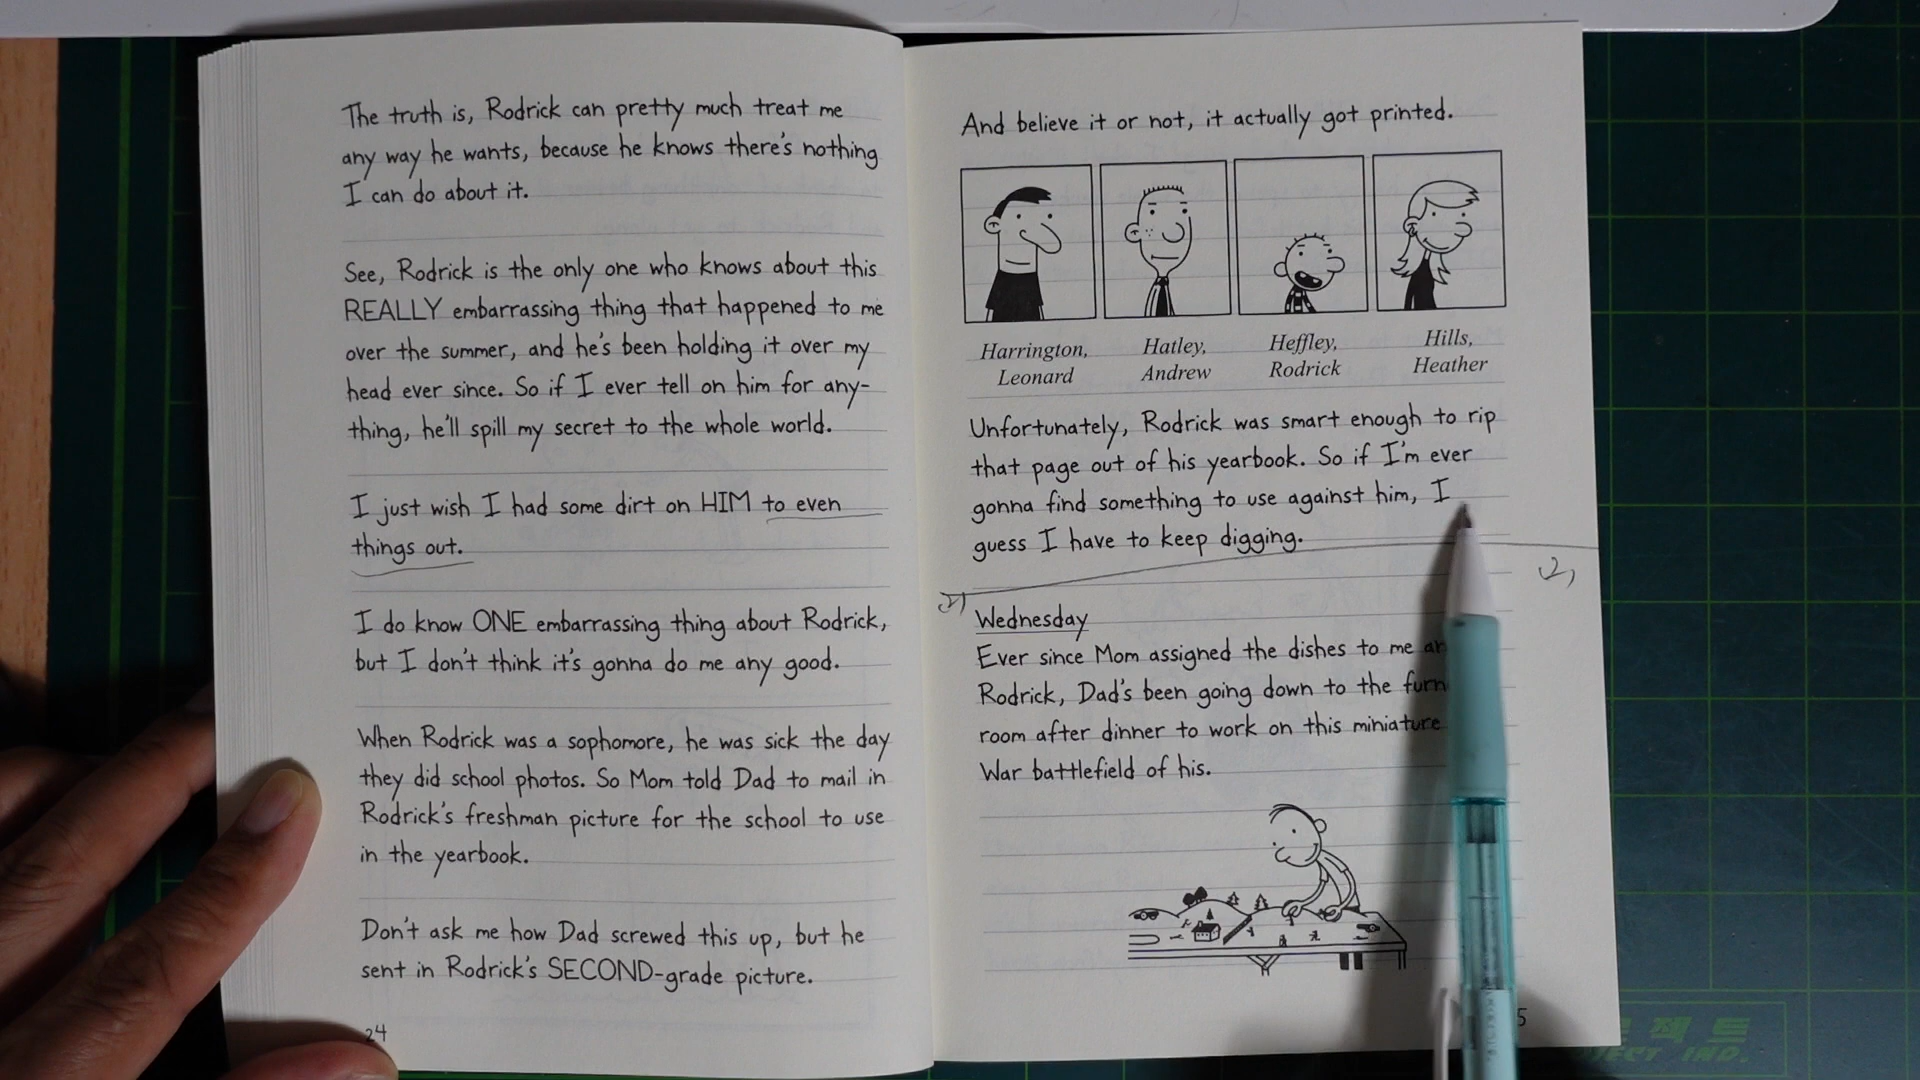 The truth is, Rodrick can pretty much treat me
any way he wants, because he knows there's nothing
I can do about it.
See, Rodrick is the only one who knows about this
REALLY embarrassing thing that happened to me
over the summer, and he's been holding it over my
head ever since. So if I ever tell on him for any-
thing, he'll spill my secret to the whole world.
I just wish I had some dirt on HIM to even
things out.
I do know ONE embarrassing thing about Rodrick,
but I don't think it's gonna do me any good.
When Rodrick was a sophomore, he was sick the day
they did school photos. So Mom told Dad to mail in
Rodrick's freshman picture for the school to use
in the yearbook.
Don't ask me how Dad screwed this up, but he
sent in Rodrick's SECOND-grade picture.
24
And believe it or not, it actually got printed.
Harrington,
Leonard
Hatley,
Andrew
Heffley,
Rodrick
Hills,
Heather
Unfortunately, Rodrick was smart enough to rip
that page out of his yearbook. So if I'm ever
gonna find something to use against him, I
guess I have to keep digging.
Wednesday
Ever since Mom assigned the dishes to me
Rodrick, Dad's been going down to the
room after dinner to work on this miniature
War battlefield of his.
5